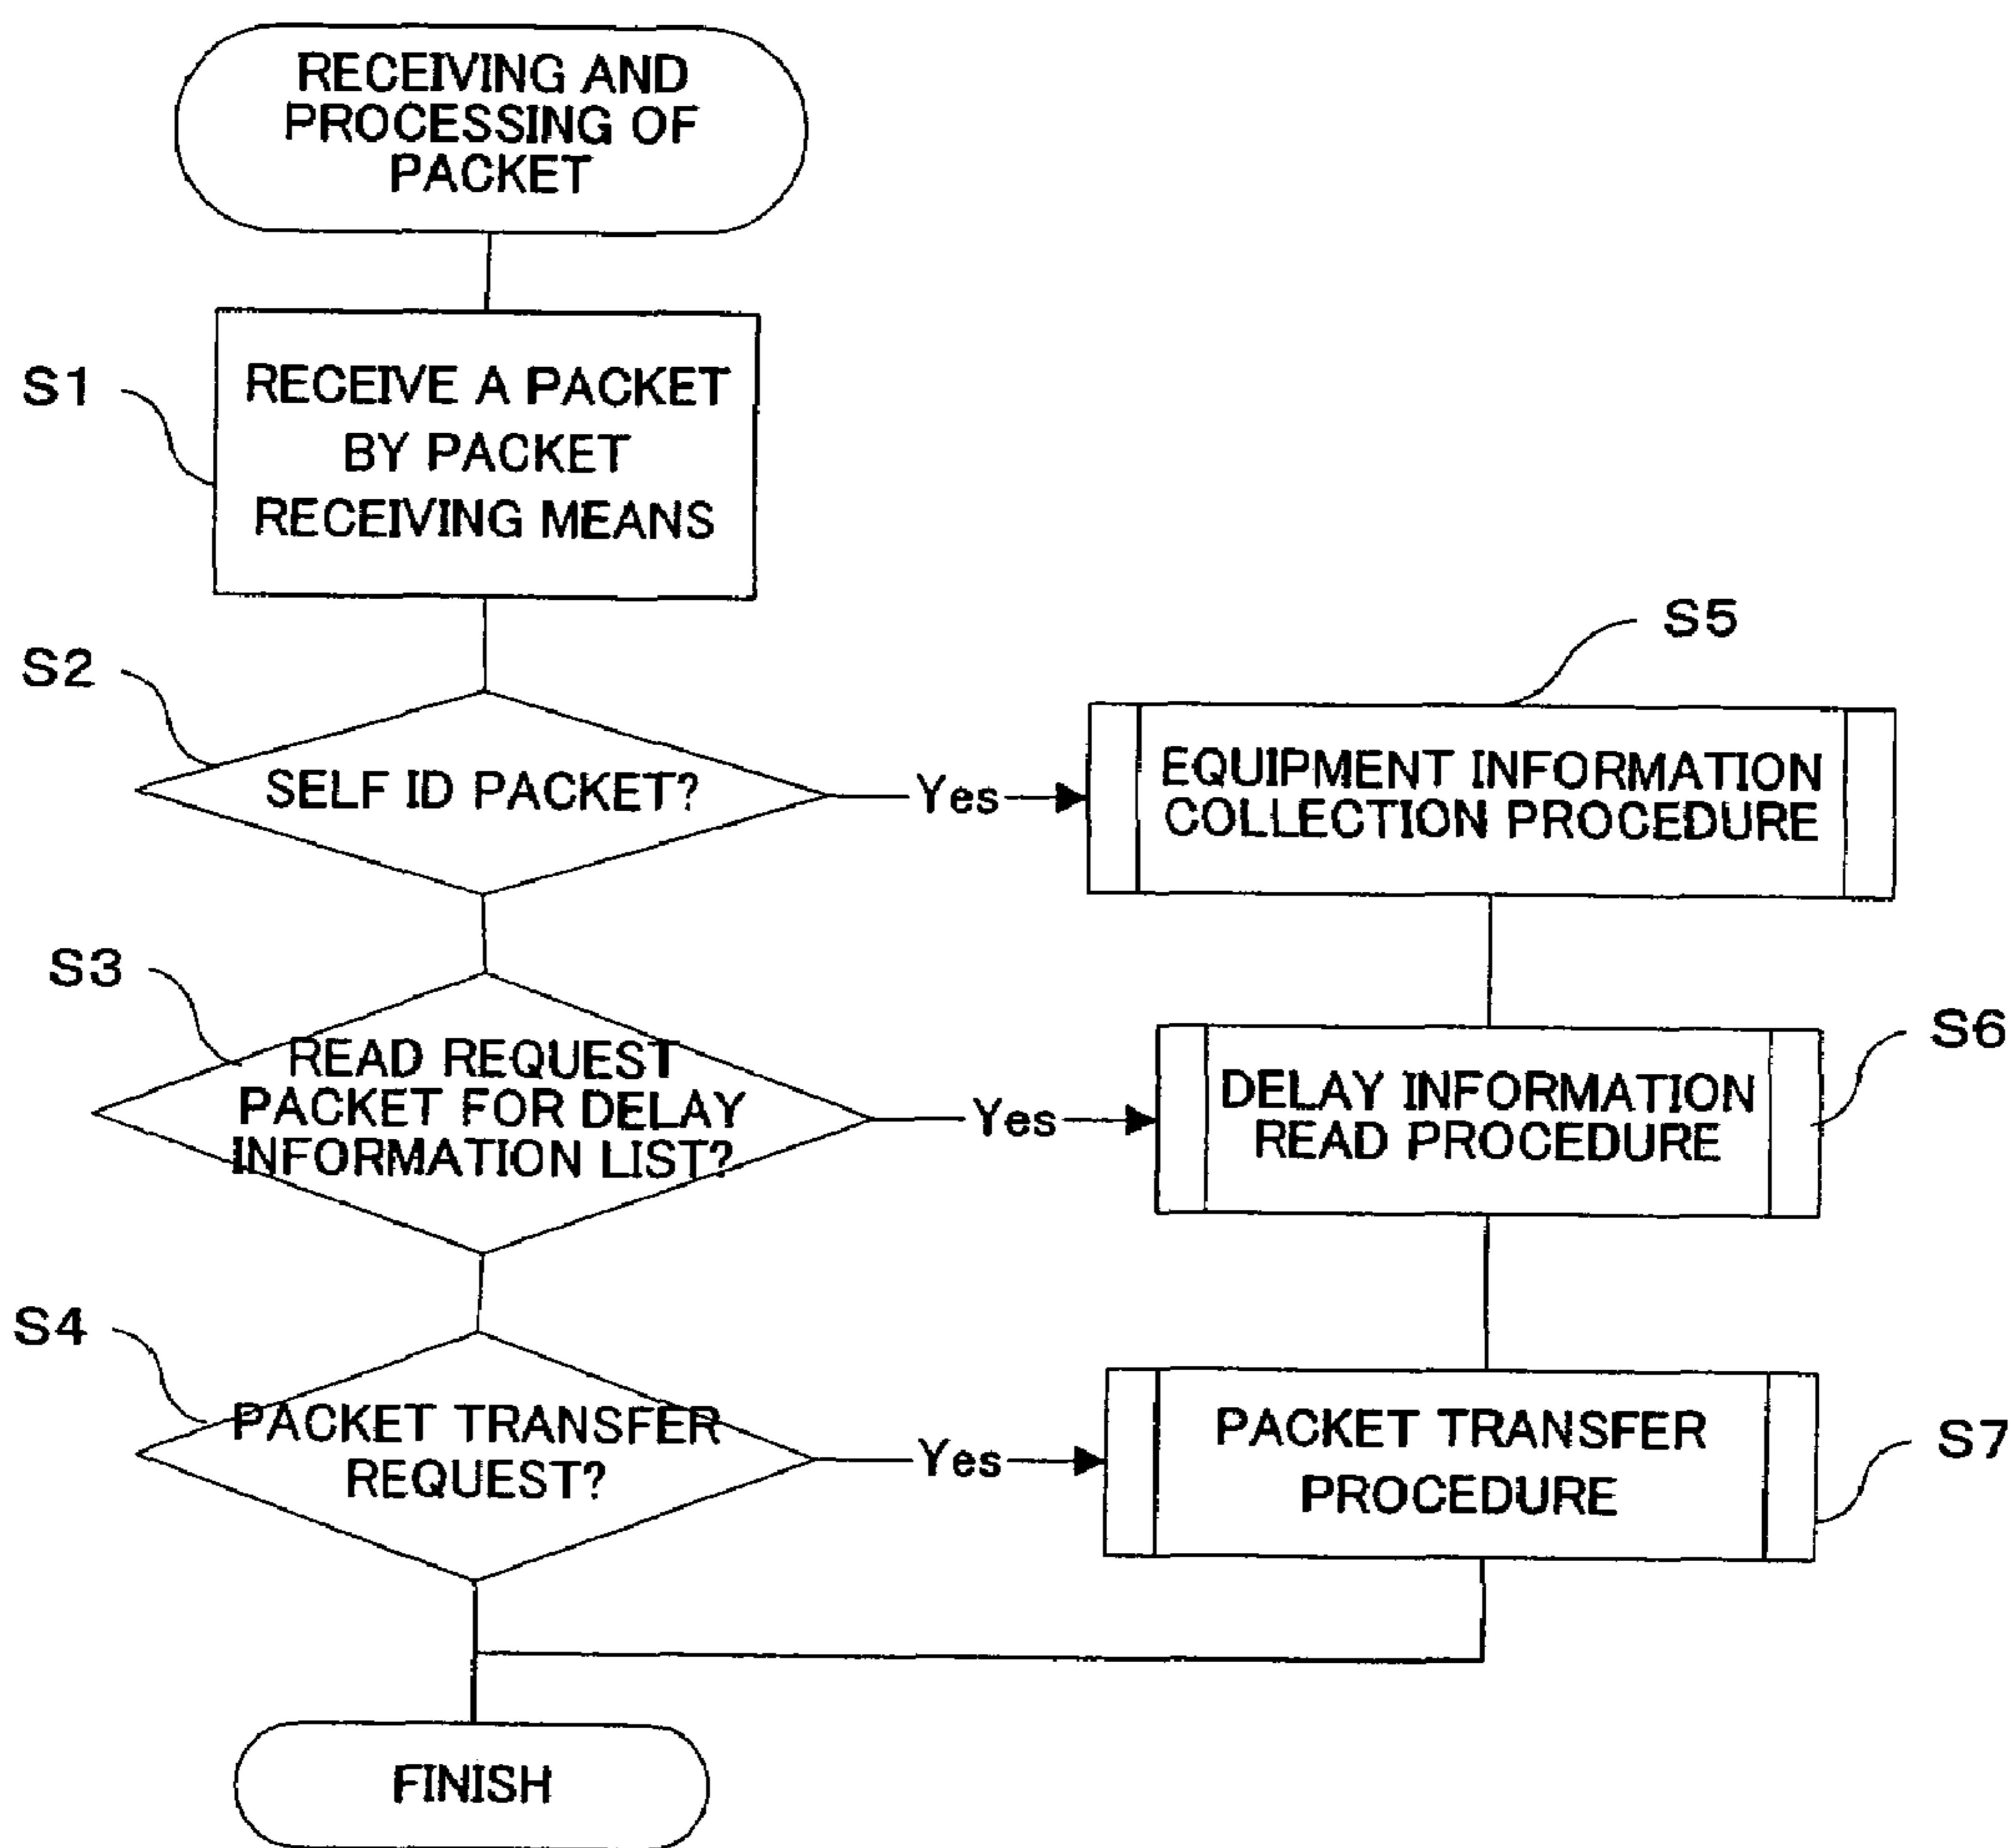 RECEIVING AND
PROCESSING OF
PACKET
S1
RECEIVE A PACKET
BY PACKET
RECEIVING MEANS
S2
SELF ID PACKET?
Yes
S5
EQUIPMENT INFORMATION
COLLECTION PROCEDURE
S3
READ REQUEST
PACKET FOR DELAY
INFORMATION LIST?
Yes
S6
DELAY INFORMATION
READ PROCEDURE
S4
PACKET TRANSFER
REQUEST?
Yes
S7
PACKET TRANSFER
PROCEDURE
FINISH